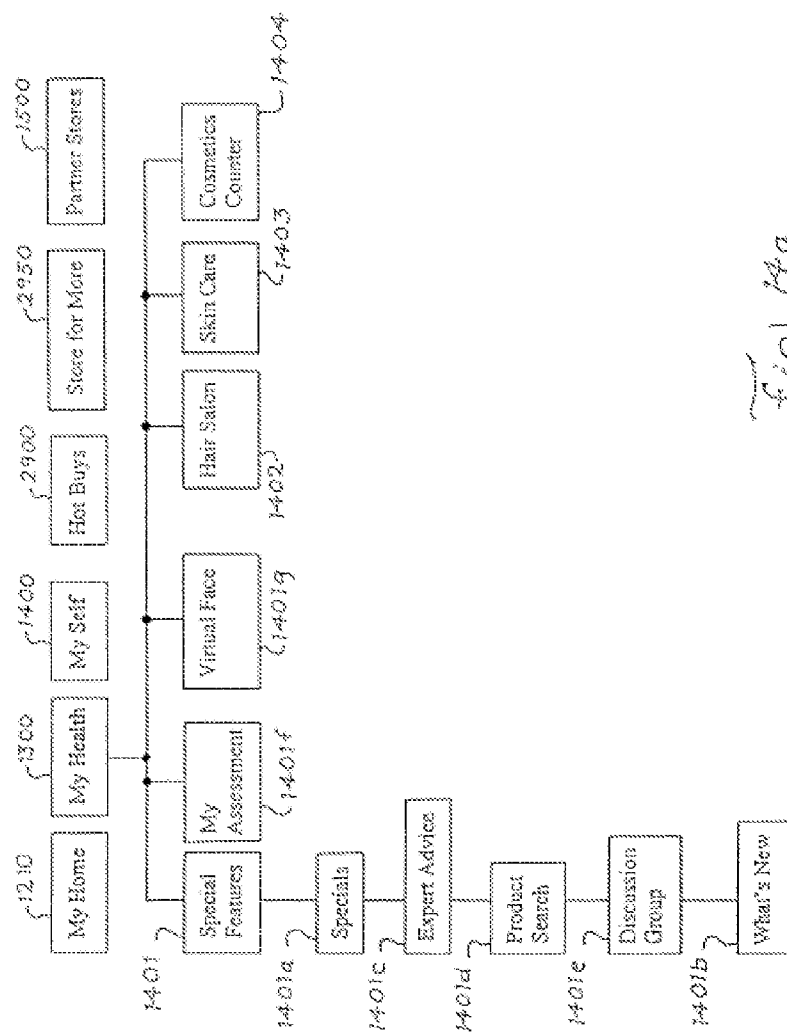 1210
1300
1400
2900
2950
1500
My Home
My Health
My Self
Hot Buys
Store for More
Partner Stores
1401
Special
Features
My
Assessment
1401f
Virtual Face
1401g
Hair Salon
1402
Skin Care
1403
Cosmetics
Counter
1404
1401a
Specials
1401c
Expert Advice
1401d
Product
Search
1401e
Discussion
Group
1401b
What's New
Fig. 14a